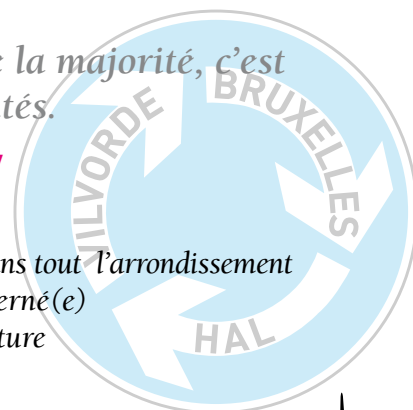 e la majorité, c’est
tés.
BRUXELLES
VILVORDE
ns tout l’arrondissement
erné(e)
ture
HAL